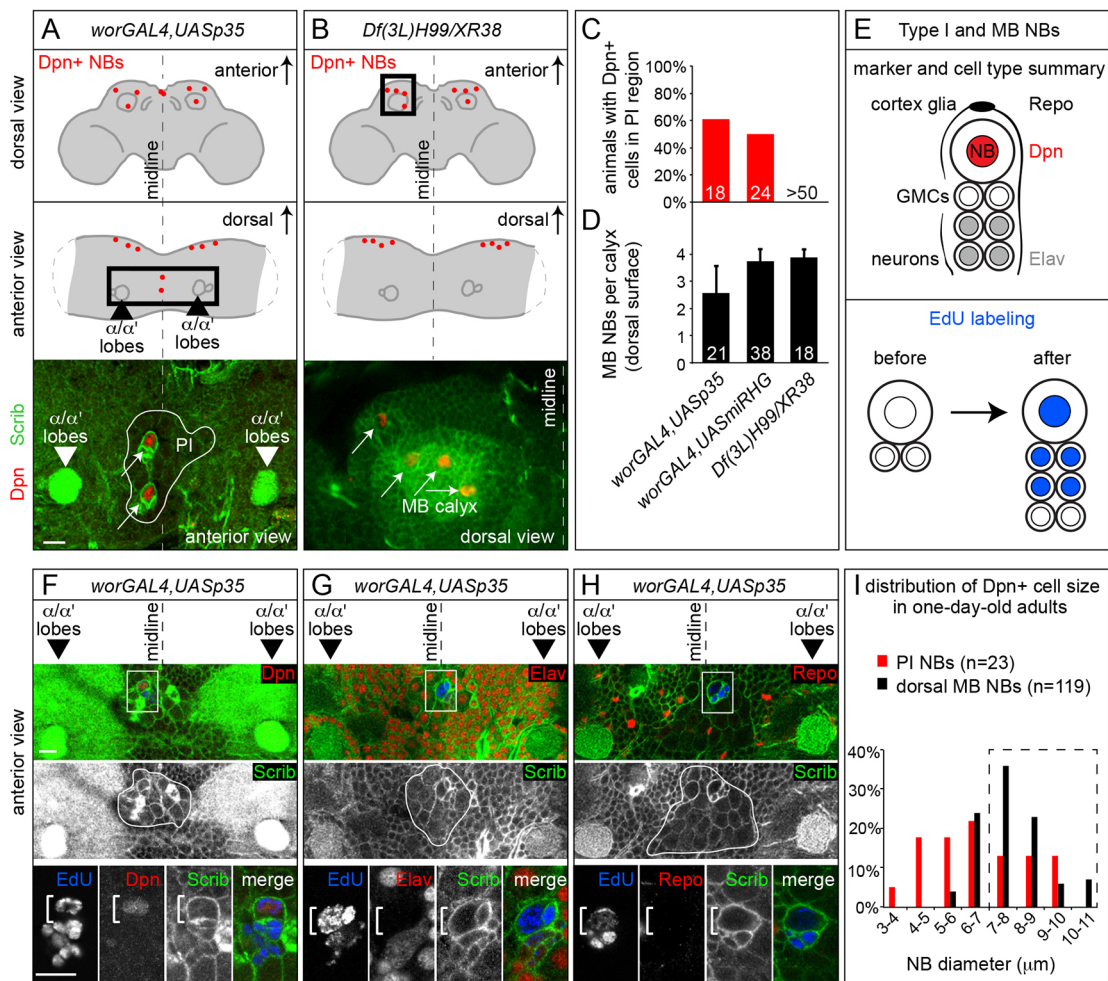 A
worGAL4,UASp35
Dpn+ NBs
anterior
dorsal view
midline
dorsal
anterior view
α/α'
lobes
α/α'
lobes
Dpn Scrib
α/α'
lobes
PI
α/α'
lobes
anterior view
B
Df(3L)H99/XR38
Dpn+ NBs
anterior
midline
dorsal
midline
MB calyx
dorsal view
C
animals with Dpn+
cells in PI region
100%
80%
60%
40%
20%
0%
18
24
>50
D
MB NBs per calyx
(dorsal surface)
4
3
2
1
0
21
38
18
worGAL4,UASp35
worGAL4,UASmiRHG
Df(3L)H99/XR38
E
Type I and MB NBs
marker and cell type summary
cortex glia
Repo
NB
Dpn
GMCs
neurons
Elav
EdU labeling
before
after
F
worGAL4,UASp35
α/α'
lobes
midline
α/α'
lobes
anterior view
Dpn
Scrib
EdU
Dpn
Scrib
merge
G
worGAL4,UASp35
α/α'
lobes
midline
α/α'
lobes
Elav
Scrib
EdU
Elav
Scrib
merge
H
worGAL4,UASp35
α/α'
lobes
midline
α/α'
lobes
Repo
Scrib
EdU
Repo
Scrib
merge
I
distribution of Dpn+ cell size
in one-day-old adults
PI NBs (n=23)
dorsal MB NBs (n=119)
40%
30%
20%
10%
0%
3-4
4-5
5-6
6-7
7-8
8-9
9-10
10-11
NB diameter (μm)